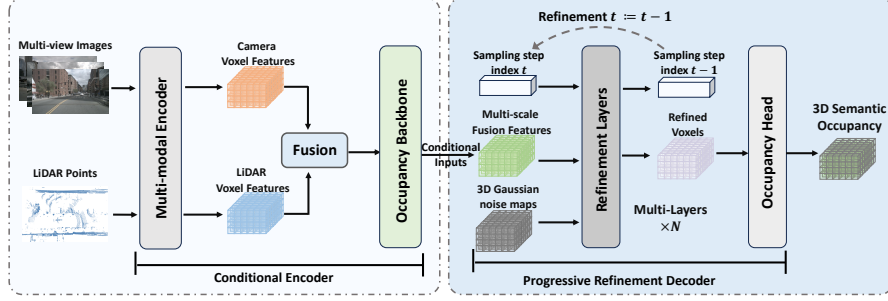 Multi-view Images
LiDAR Points
Multi-modal Encoder
Camera
Voxel Features
LiDAR
Voxel Features
Fusion
Occupancy Backbone
Conditional Encoder
Conditional
Inputs
Refinement t := t − 1
Sampling step
index t
Multi-scale
Fusion Features
3D Gaussian
noise maps
Refinement Layers
Sampling step
index t − 1
Refined
Voxels
Multi-Layers
×N
Occupancy Head
3D Semantic
Occupancy
Progressive Refinement Decoder